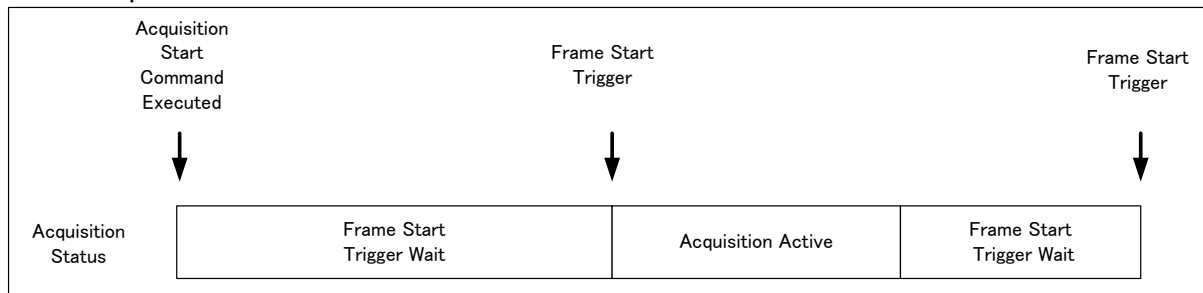 Acquisition
Start
Command
Executed
Frame Start
Trigger
Frame Start
Trigger
Acquisition
Status
Frame Start
Trigger Wait
Acquisition Active
Frame Start
Trigger Wait